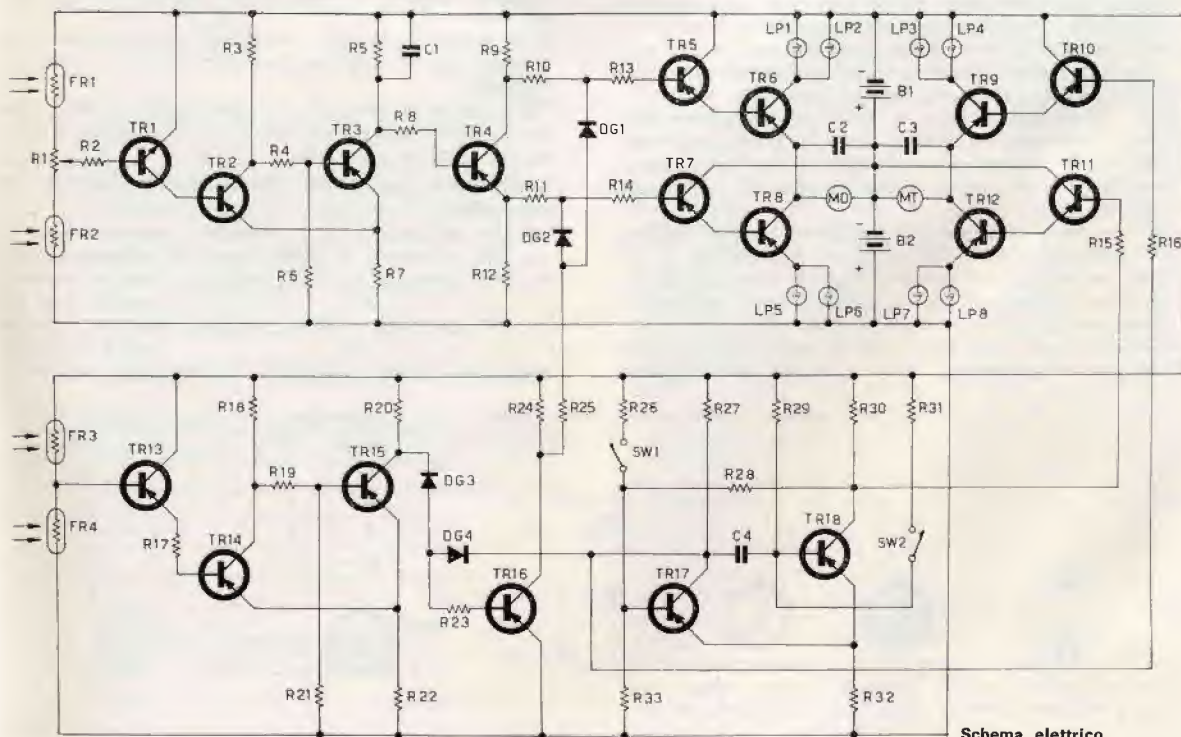 LP1
LP2
LP3
LP4
R3
R5
C1
R9
TR5
TR10
FR1
R10
R13
TR6
B1
TR9
-
+
R1
R2
TR1
TR2
R4
TR3
R8
TR4
DG1
C2
C3
TR7
TR11
R11
R14
TR8
MD
MT
TR12
FR2
DG2
B2
-
+
R15
R16
R6
R7
R12
LP5
LP6
LP7
LP8
R18
R20
R24
R25
R26
R27
R29
R30
R31
FR3
TR13
TR15
SW1
R19
DG3
R28
FR4
R17
TR14
DG4
TR16
C4
TR18
SW2
TR17
R23
R21
R22
R33
R32
Schema elettrico